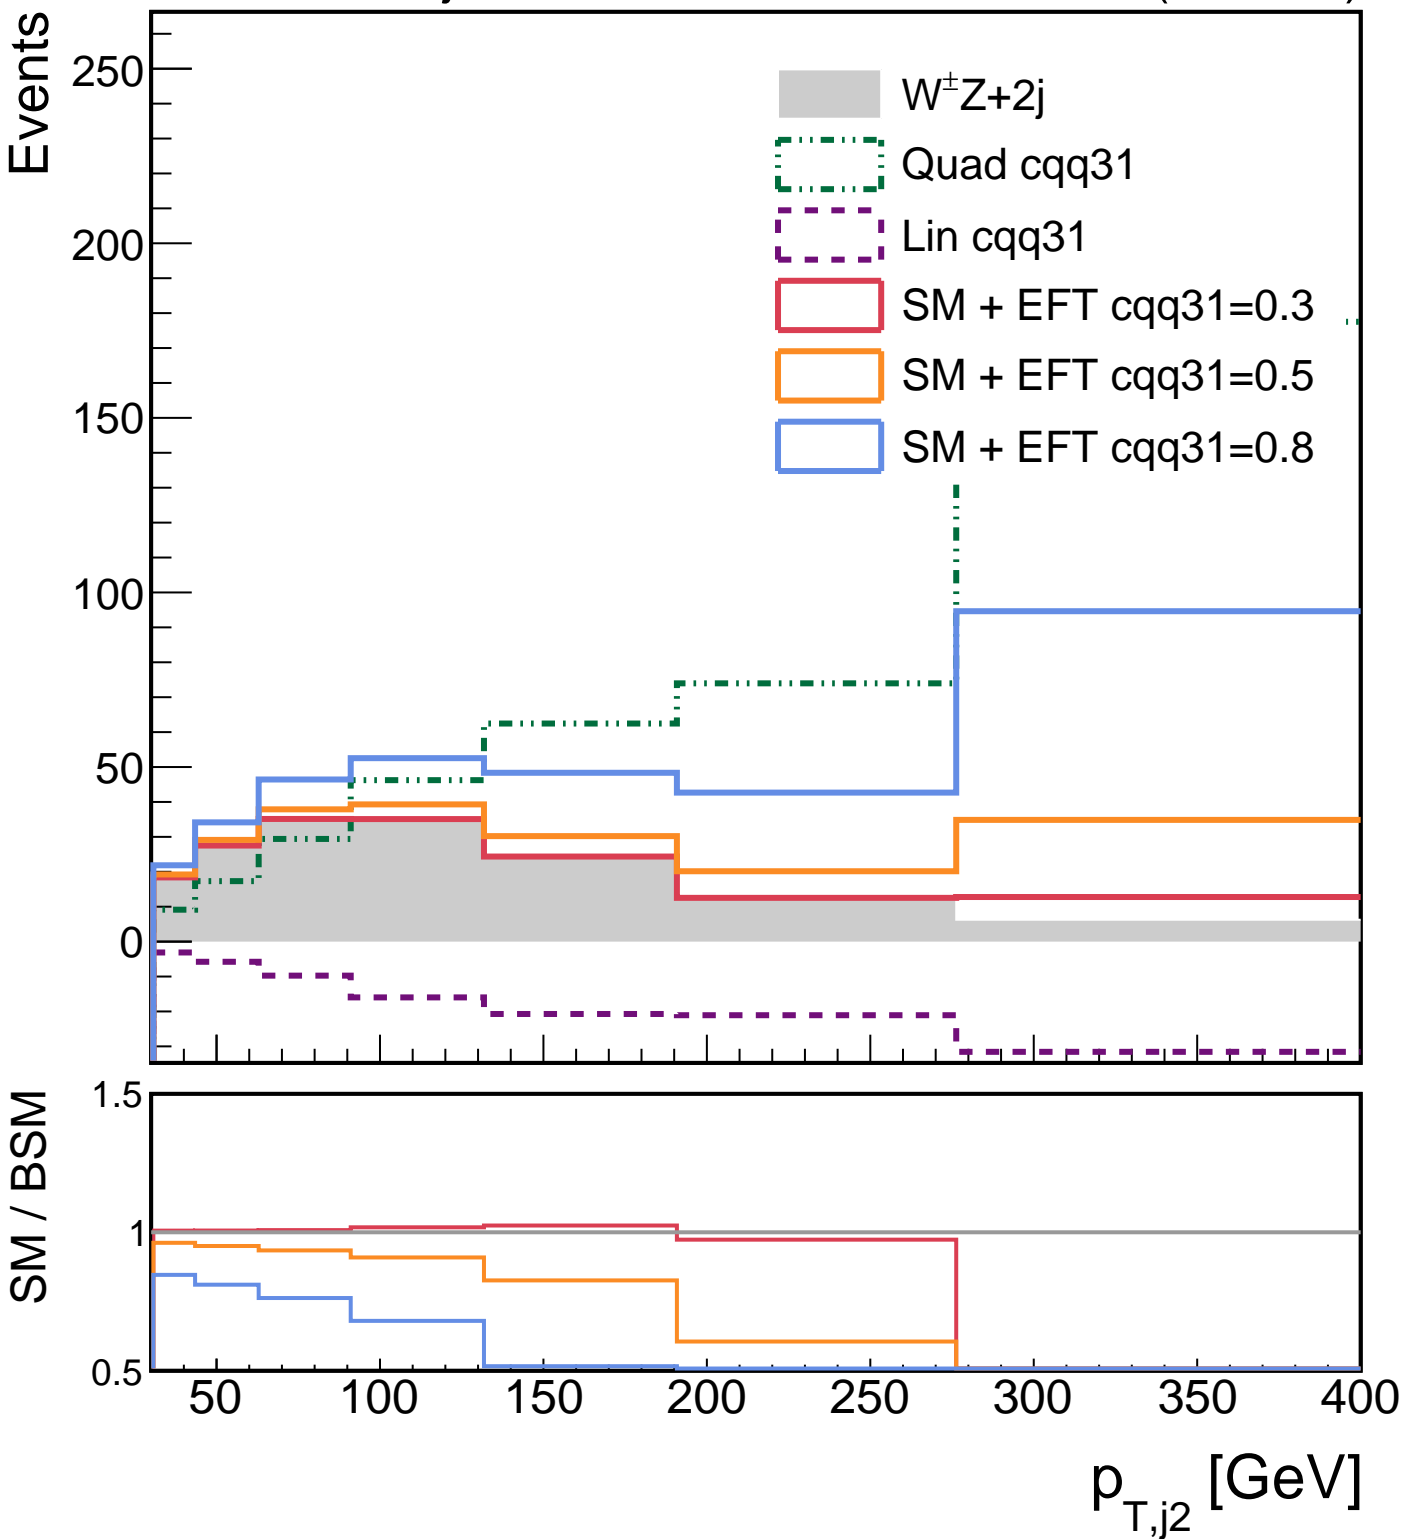 Events
250
200
150
100
50
0
W±Z+2j
Quad cqq31
Lin cqq31
SM + EFT cqq31=0.3
SM + EFT cqq31=0.5
SM + EFT cqq31=0.8
SM / BSM
1.5
1
0.5
50 100 150 200 250 300 350 400
p_T,j2 [GeV]